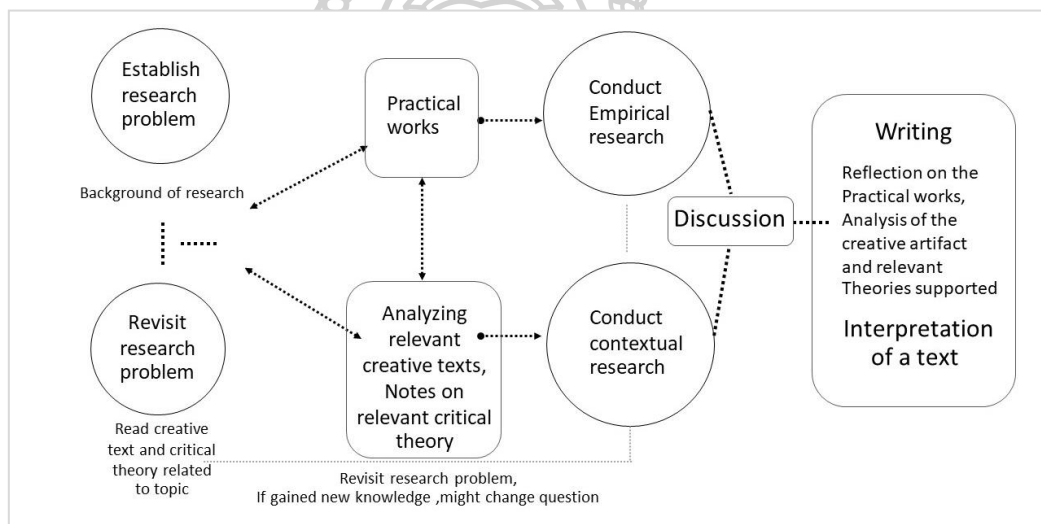 Establish
research
problem
Background of research
Revisit
research
problem
Read creative
text and critical
theory related
to topic
Practical
works
Analyzing
relevant
creative texts,
Notes on
relevant critical
theory
Revisit research problem,
If gained new knowledge ,might change question
Conduct
Empirical
research
Conduct
contextual
research
Discussion
Writing
Reflection on the
Practical works,
Analysis of the
creative artifact
and relevant
Theories supported
Interpretation
of a text